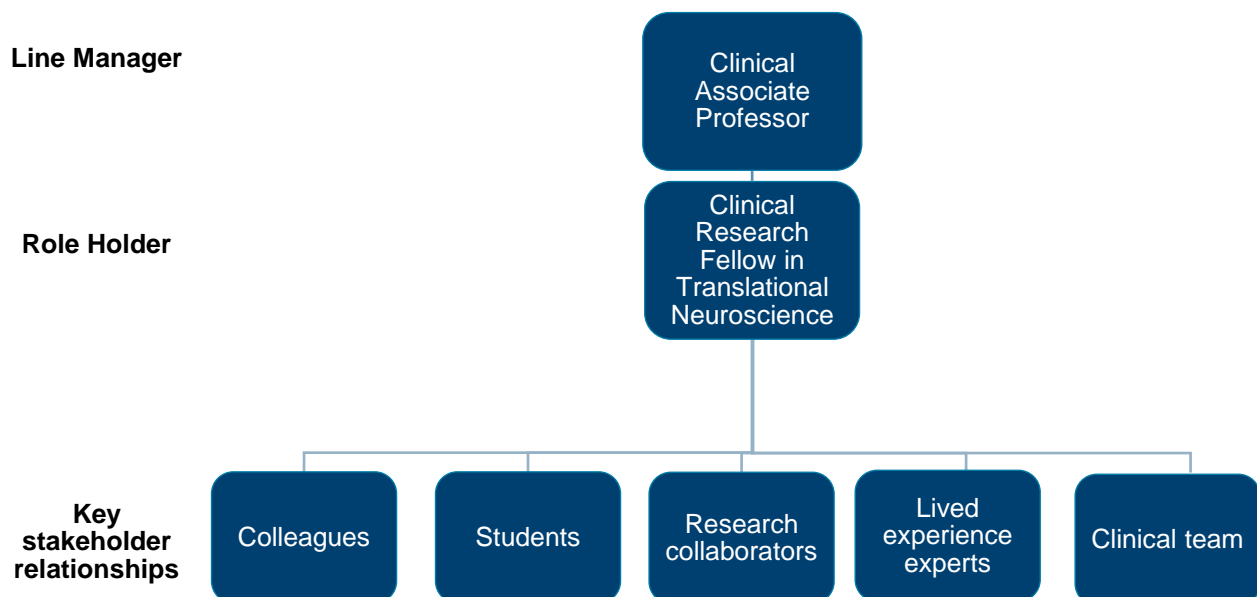 Line Manager
Clinical
Associate
Professor
Role Holder
Clinical
Research
Fellow in
Translational
Neuroscience
Key
stakeholder
relationships
Colleagues
Students
Research
collaborators
Lived
experience
experts
Clinical team